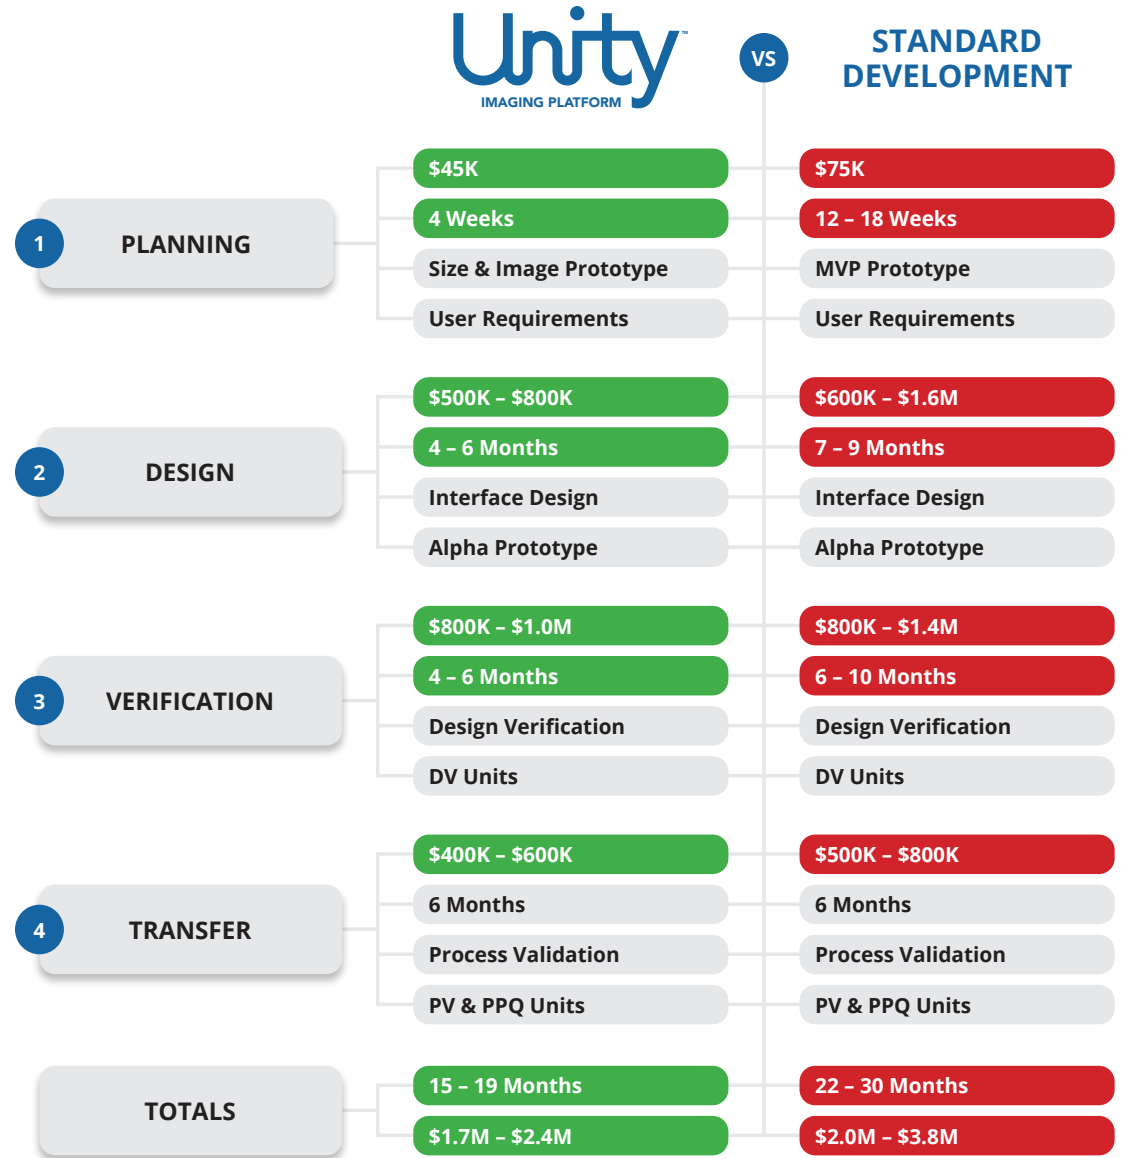 Unity™
IMAGING PLATFORM
VS
STANDARD
DEVELOPMENT
1
PLANNING
$45K
$75K
4 Weeks
12 – 18 Weeks
Size & Image Prototype
MVP Prototype
User Requirements
User Requirements
2
DESIGN
$500K – $800K
$600K – $1.6M
4 – 6 Months
7 – 9 Months
Interface Design
Interface Design
Alpha Prototype
Alpha Prototype
3
VERIFICATION
$800K – $1.0M
$800K – $1.4M
4 – 6 Months
6 – 10 Months
Design Verification
Design Verification
DV Units
DV Units
4
TRANSFER
$400K – $600K
$500K – $800K
6 Months
6 Months
Process Validation
Process Validation
PV & PPQ Units
PV & PPQ Units
TOTALS
15 – 19 Months
22 – 30 Months
$1.7M – $2.4M
$2.0M – $3.8M